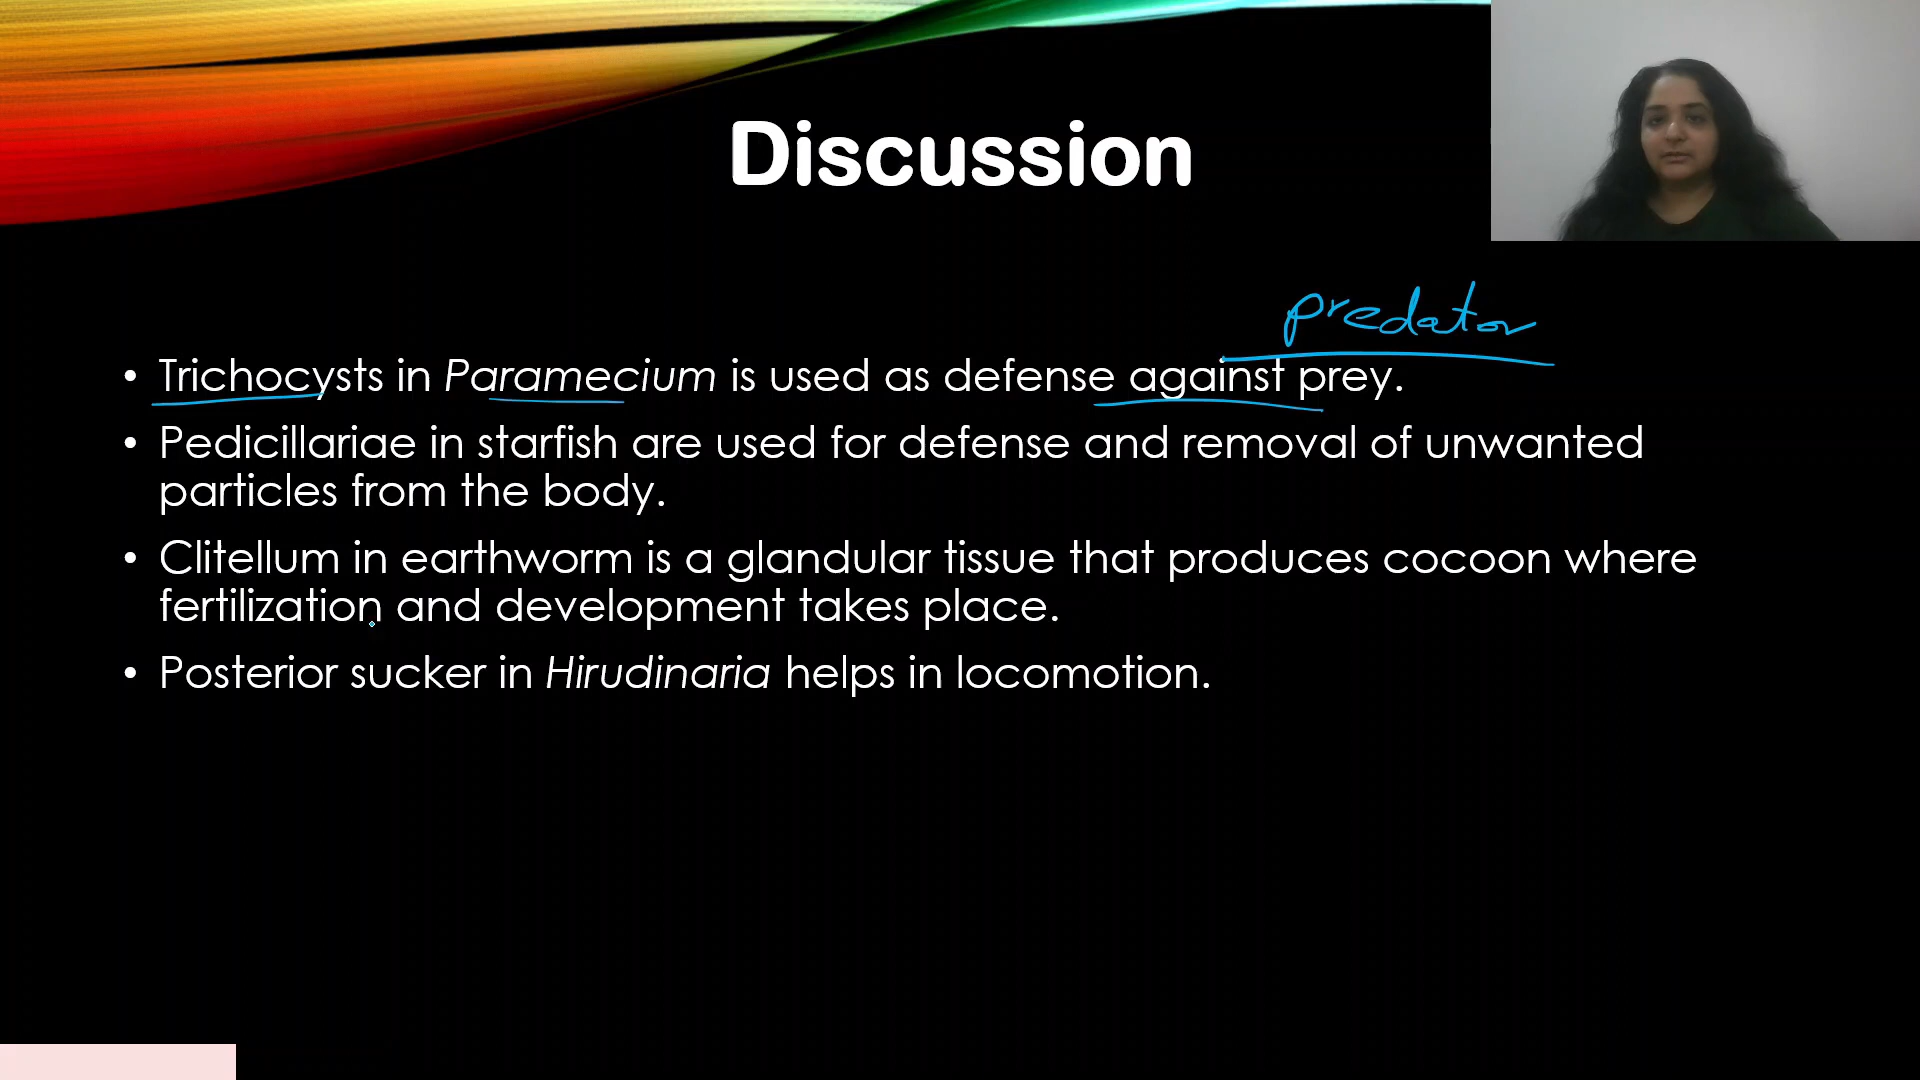 Discussion
predator
• Trichocysts in Paramecium is used as defense against prey.
• Pedicillariae in starfish are used for defense and removal of unwanted
particles from the body.
• Clitellum in earthworm is a glandular tissue that produces cocoon where
fertilization and development takes place.
• Posterior sucker in Hirudinaria helps in locomotion.